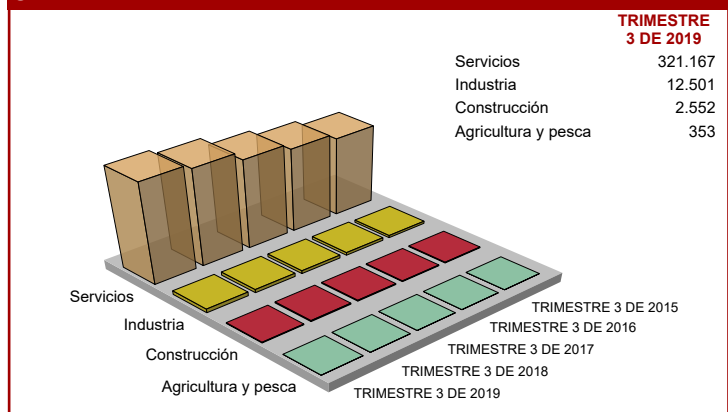 TRIMESTRE
3 DE 2019
Servicios 321.167
Industria 12.501
Construcción 2.552
Agricultura y pesca 353
Servicios
Industria
Construcción
Agricultura y pesca
TRIMESTRE 3 DE 2015
TRIMESTRE 3 DE 2016
TRIMESTRE 3 DE 2017
TRIMESTRE 3 DE 2018
TRIMESTRE 3 DE 2019